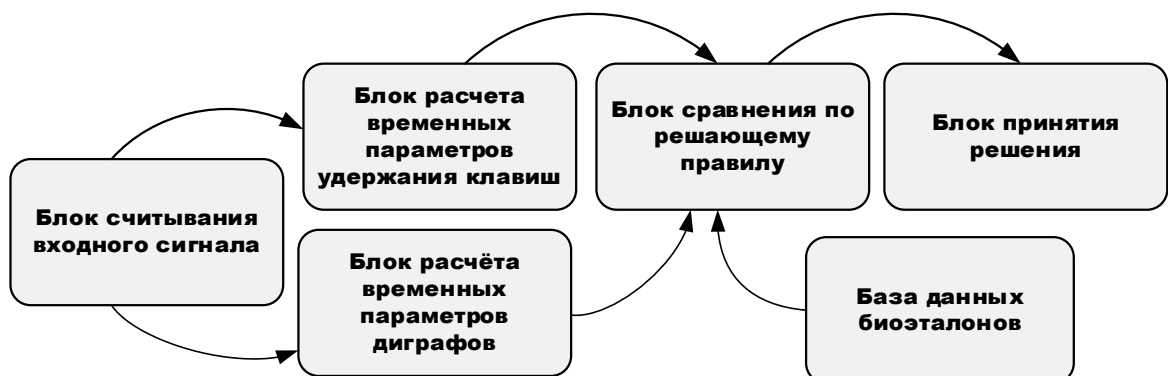 Блок считывания
входного сигнала
Блок расчета
временных
параметров
удержания клавиш
Блок расчёта
временных
параметров
диграфов
Блок сравнения по
решающему
правилу
База данных
биоэталонов
Блок принятия
решения